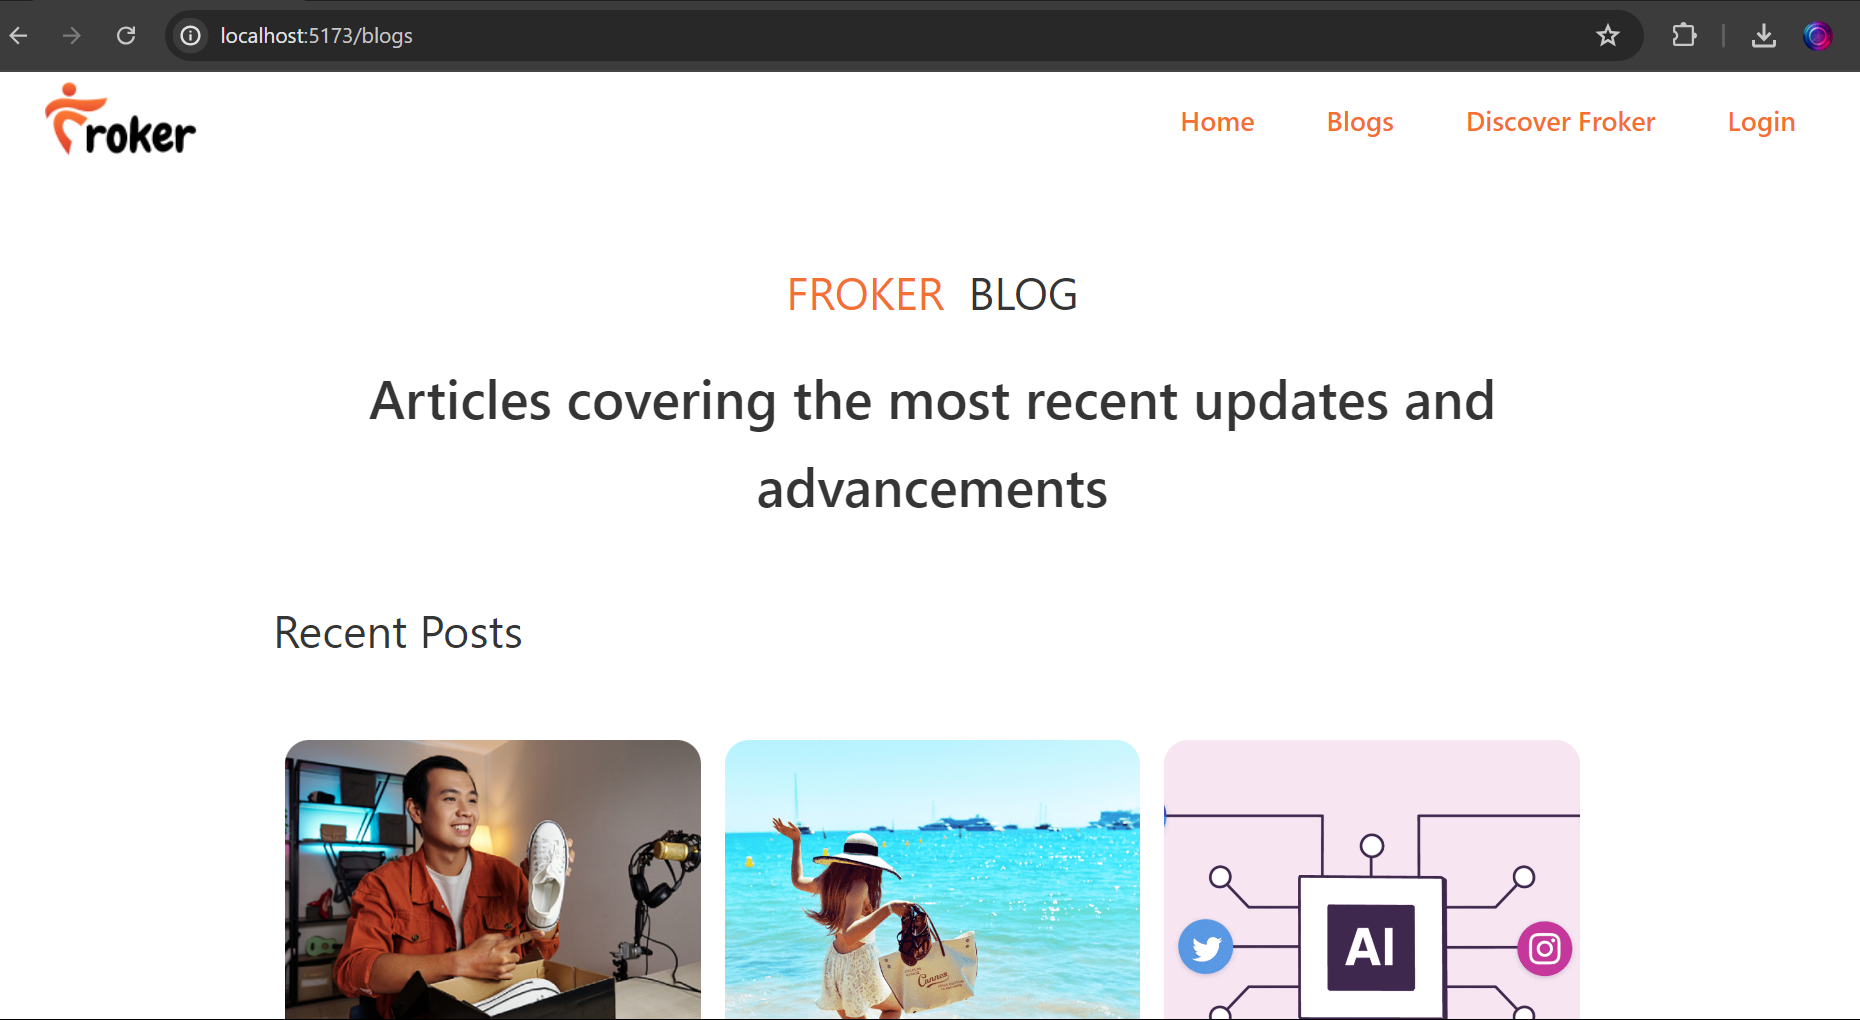 localhost:5173/blogs
Froker
Home Blogs Discover Froker Login
FROKER BLOG
Articles covering the most recent updates and
advancements
Recent Posts
Cannes
AI